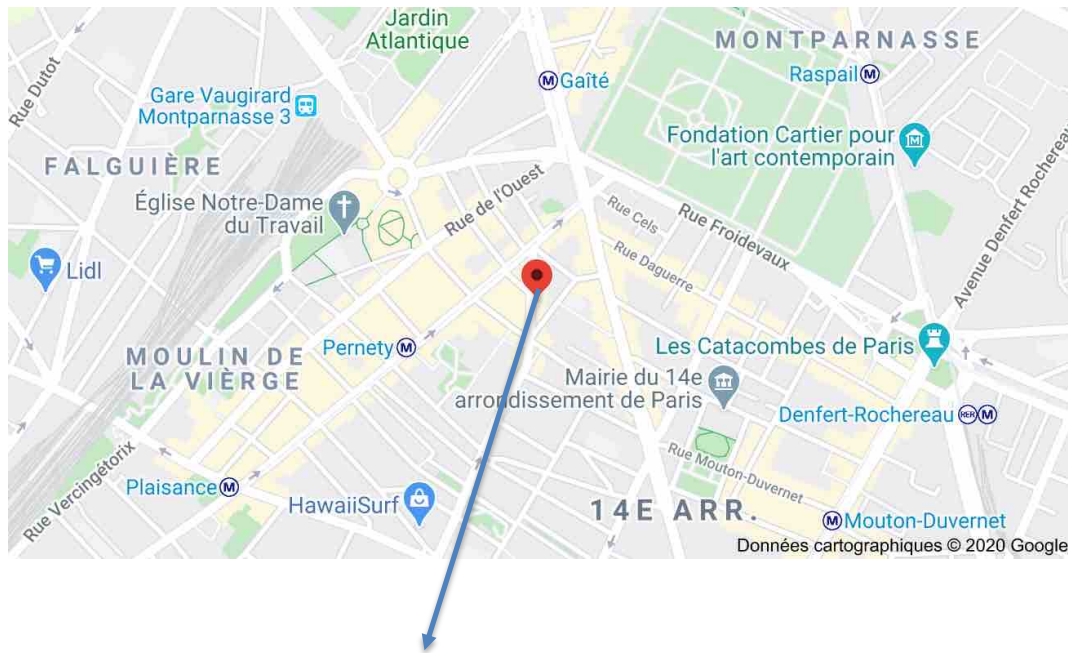 Jardin
Atlantique
MONTPARNASSE
Rue Dutot
Gaîté
Raspail
Gare Vaugirard
Montparnasse 3
Fondation Cartier pour
l'art contemporain
FALGUIÈRE
Avenue Denfert Rochereau
Rue de l'Ouest
Église Notre-Dame
du Travail
Rue Cels
Rue Froidevaux
Lidl
Rue Daguerre
Pernety
Les Catacombes de Paris
MOULIN DE
LA VIÈRGE
Mairie du 14e
arrondissement de Paris
Denfert-Rochereau
RER
Rue Vercingétorix
Plaisance
Rue Mouton-Duvernet
HawaiiSurf
14E ARR.
Mouton-Duvernet
Données cartographiques © 2020 Google